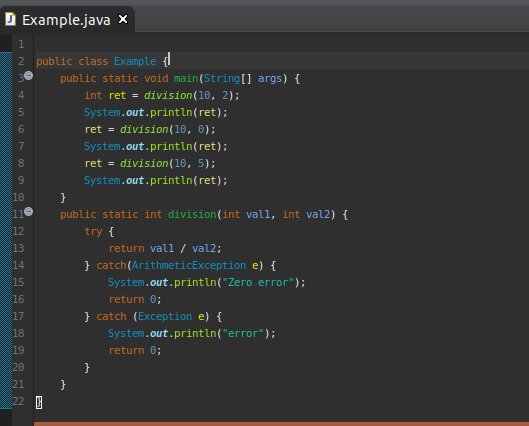 Example.java
1
2 public class Example {
3 public static void main(String[] args) {
4 int ret = division(10, 2);
5 System.out.println(ret);
6 ret = division(10, 0);
7 System.out.println(ret);
8 ret = division(10, 5);
9 System.out.println(ret);
10 }
11 public static int division(int val1, int val2) {
12 try {
13 return val1 / val2;
14 } catch(ArithmeticException e) {
15 System.out.println("Zero error");
16 return 0;
17 } catch (Exception e) {
18 System.out.println("error");
19 return 0;
20 }
21 }
22 }